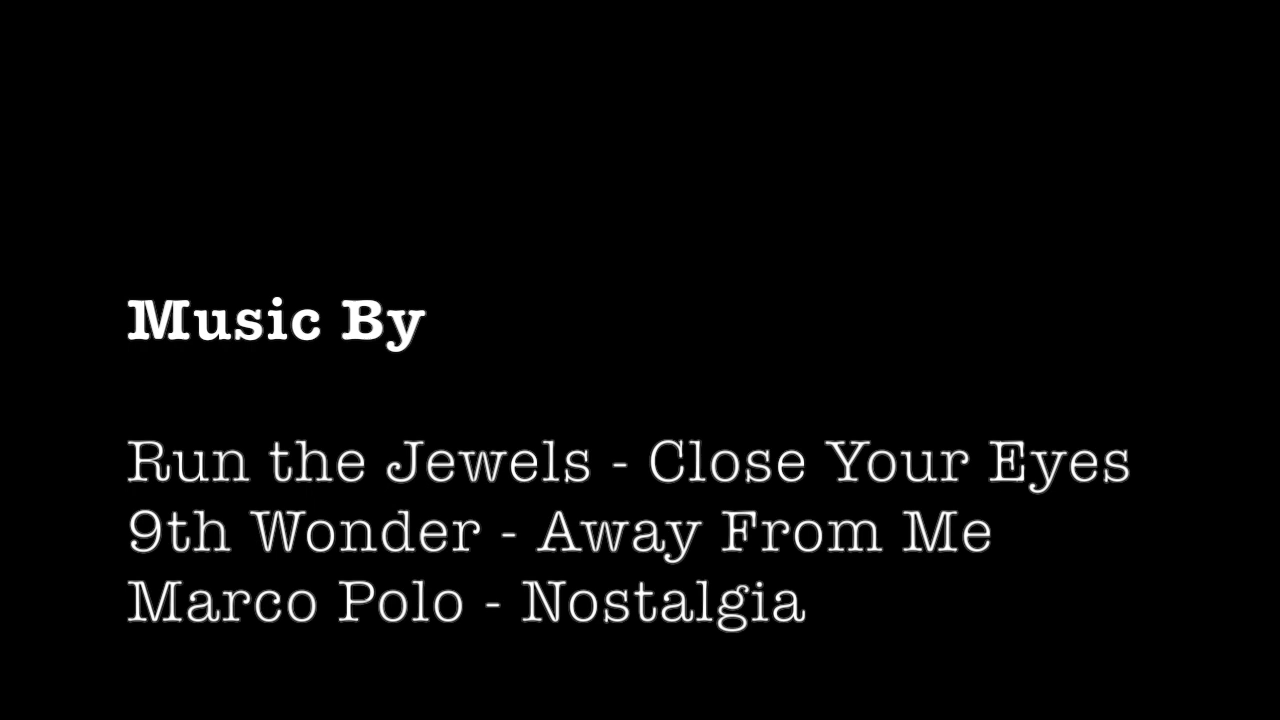 Music By
Run the Jewels - Close Your Eyes
9th Wonder - Away From Me
Marco Polo - Nostalgia